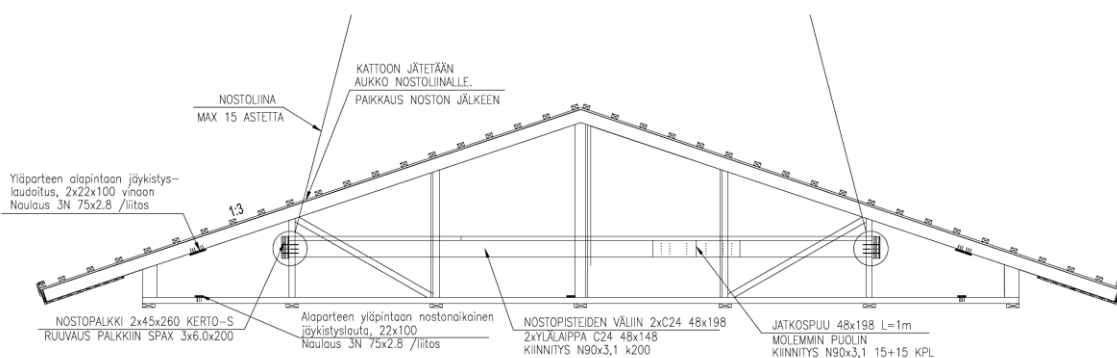 KATTOON JÄTETÄÄN
AUKKO NOSTOLIINALLE.
PAIKKAUS NOSTON JÄLKEEN
NOSTOLIINA
MAX 15 ASTETTA
Yläparteen alapintaan jäykistys-
laudoitus, 2x22x100 vinoon
Naulaus 3N 75x2.8 /liitos
1:3
NOSTOPALKKI 2x45x260 KERTO-S
RUUVAUS PALKKIIN SPAX 3x6.0x200
Alaparteen yläpintaan nostonaikainen
jäykistyslauta, 22x100
Naulaus 3N 75x2.8 /liitos
NOSTOPISTEIDEN VÄLIIN 2xC24 48x198
2xYLÄLAIPPA C24 48x148
KIINNITYS N90x3,1 k200
JATKOSPUU 48x198 L=1m
MOLEMMIN PUOLIN
KIINNITYS N90x3,1 15+15 KPL